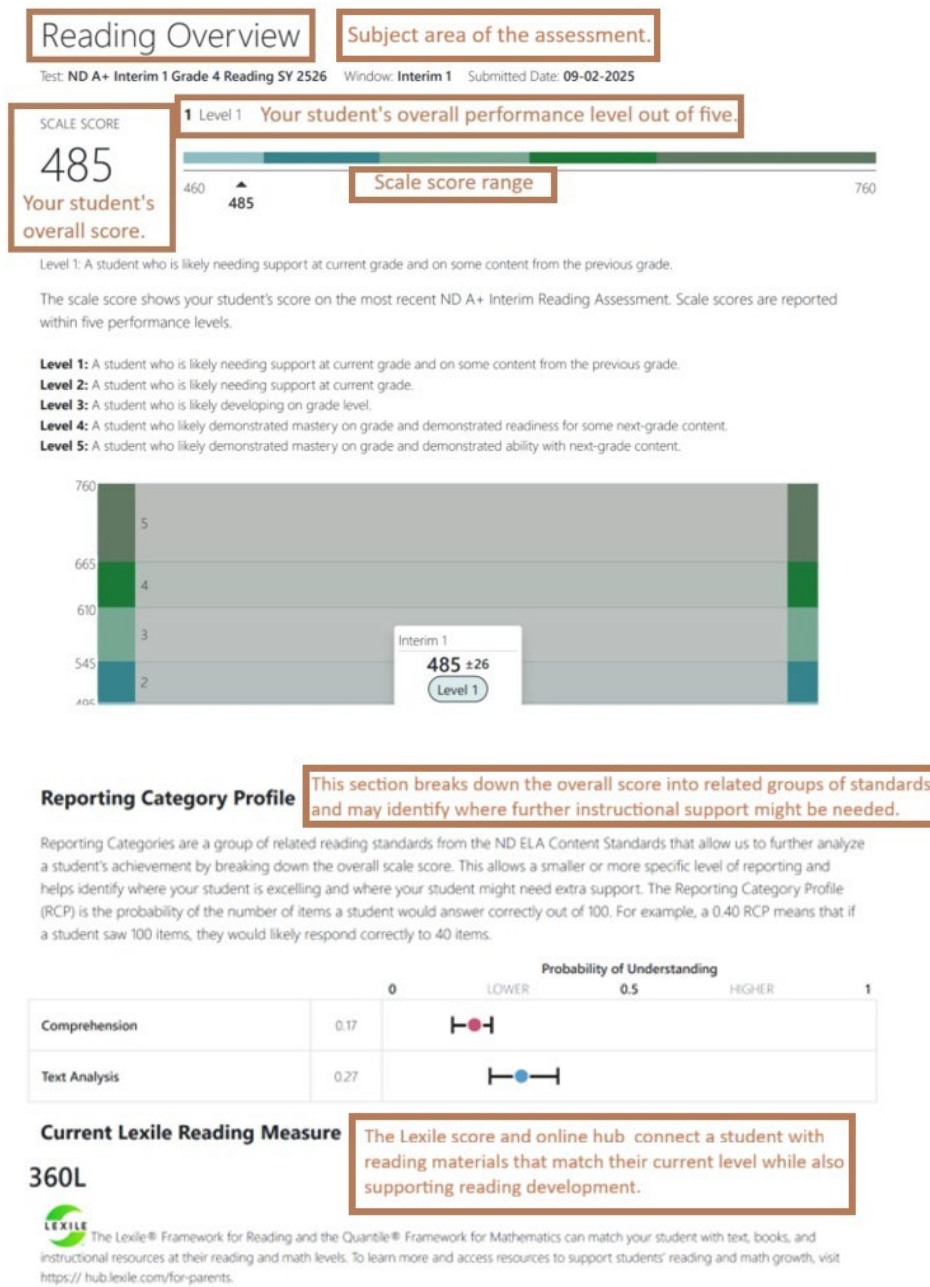 Reading Overview
Subject area of the assessment.
Test: ND A+ Interim 1 Grade 4 Reading SY 2526 Window: Interim 1 Submitted Date: 09-02-2025
SCALE SCORE
485
Your student's
overall score.
1 Level 1 Your student's overall performance level out of five.
460
485
Scale score range
760
Level 1: A student who is likely needing support at current grade and on some content from the previous grade.
The scale score shows your student's score on the most recent ND A+ Interim Reading Assessment. Scale scores are reported
within five performance levels.
Level 1: A student who is likely needing support at current grade and on some content from the previous grade.
Level 2: A student who is likely needing support at current grade.
Level 3: A student who is likely developing on grade level.
Level 4: A student who likely demonstrated mastery on grade and demonstrated readiness for some next-grade content.
Level 5: A student who likely demonstrated mastery on grade and demonstrated ability with next-grade content.
760
5
665
4
610
3
545
2
495
Interim 1
485 ±26
Level 1
Reporting Category Profile
This section breaks down the overall score into related groups of standards
and may identify where further instructional support might be needed.
Reporting Categories are a group of related reading standards from the ND ELA Content Standards that allow us to further analyze
a student's achievement by breaking down the overall scale score. This allows a smaller or more specific level of reporting and
helps identify where your student is excelling and where your student might need extra support. The Reporting Category Profile
(RCP) is the probability of the number of items a student would answer correctly out of 100. For example, a 0.40 RCP means that if
a student saw 100 items, they would likely respond correctly to 40 items.
Probability of Understanding
0 LOWER 0.5 HIGHER 1
Comprehension 0.17
Text Analysis 0.27
Current Lexile Reading Measure
The Lexile score and online hub connect a student with
reading materials that match their current level while also
supporting reading development.
360L
LEXILE
The Lexile® Framework for Reading and the Quantile® Framework for Mathematics can match your student with text, books, and
instructional resources at their reading and math levels. To learn more and access resources to support students' reading and math growth, visit
https:// hub.lexile.com/for-parents.